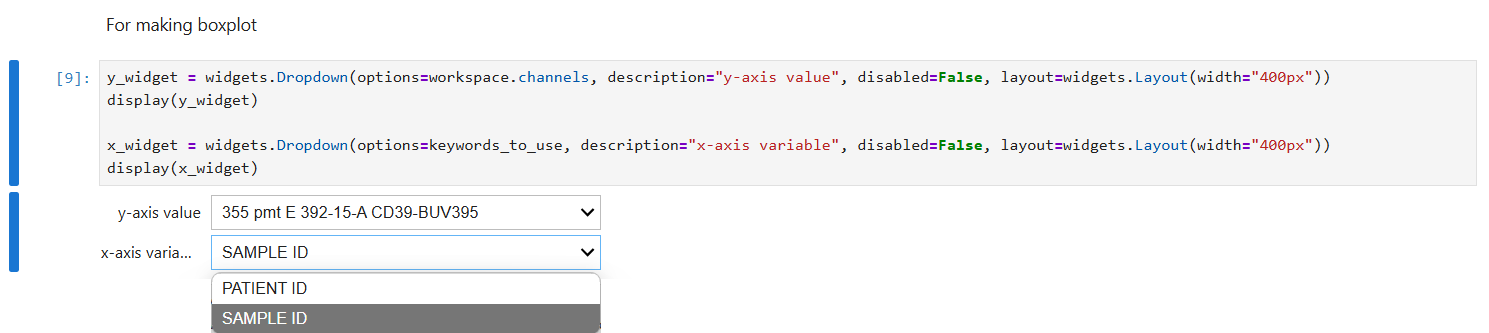 For making boxplot
[9]: y_widget = widgets.Dropdown(options=workspace.channels, description="y-axis value", disabled=False, layout=widgets.Layout(width="400px"))
display(y_widget)
x_widget = widgets.Dropdown(options=keywords_to_use, description="x-axis variable", disabled=False, layout=widgets.Layout(width="400px"))
display(x_widget)
y-axis value 355 pmt E 392-15-A CD39-BUV395
x-axis varia... SAMPLE ID
PATIENT ID
SAMPLE ID